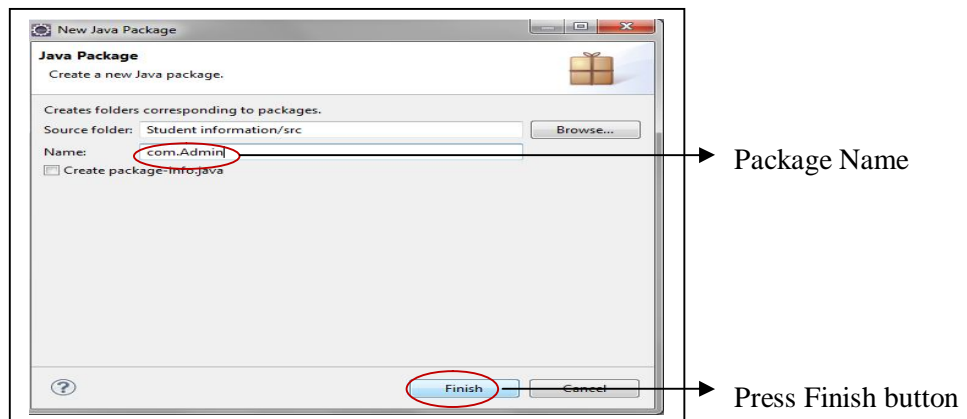 New Java Package
Java Package
Create a new Java package.
Creates folders corresponding to packages.
Source folder: Student information/src Browse...
Name: com.Admin
Package Name
Create package-info.java
? Finish Cancel
Press Finish button